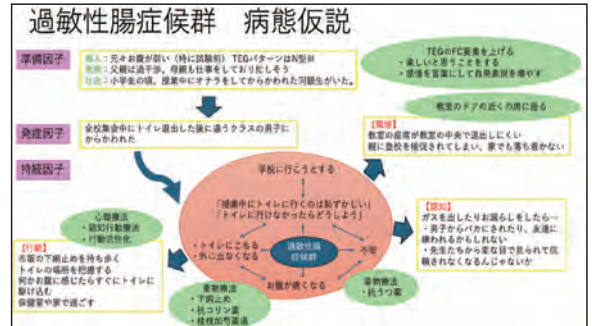 過敏性腸症候群 病態仮説
準備因子
個人：元々お腹が弱い（特に試験前） TEGパターンはN型
発端：父親は過干渉、母親も仕事をしており忙しそう
社会：小学生の頃、授業中にオナラをしてからかわれた同級生がいた。
TEGのFC要素を上げる
・楽しいと思うことをする
・感情を言葉にして自発表現を増やす
教室のドアの近くの席に座る
発症因子
全校集会中にトイレ退出した後に違うクラスの男子に
からかわれた
【環境】
教室の座席が教室の中央で退出しにくい
親に登校を催促されてしまい、家でも落ち着かない
持続因子
学校に行こうとする
「授業中にトイレに行くのは恥ずかしい」
「トイレに行けなかったらどうしよう」
心理療法
・認知行動療法
・行動活性化
【認知】
ガスを出したりお漏らしをしたら…
・男子からバカにされたり、友達に
嫌われるかもしれない
・先生たちから変な目で見られて信
頼されなくなるんじゃないか
【行動】
市販の下痢止めを持ち歩く
トイレの場所を把握する
何かお腹に感じたらすぐにトイレに
駆け込む
保健室や家で過ごす
・トイレにこもる
・外に出なくなる
過敏性腸
症候群
不安
お腹が痛くなる
薬物療法
・下痢止め
・抗コリン薬
・桂枝加芍薬湯
薬物療法
・抗うつ薬